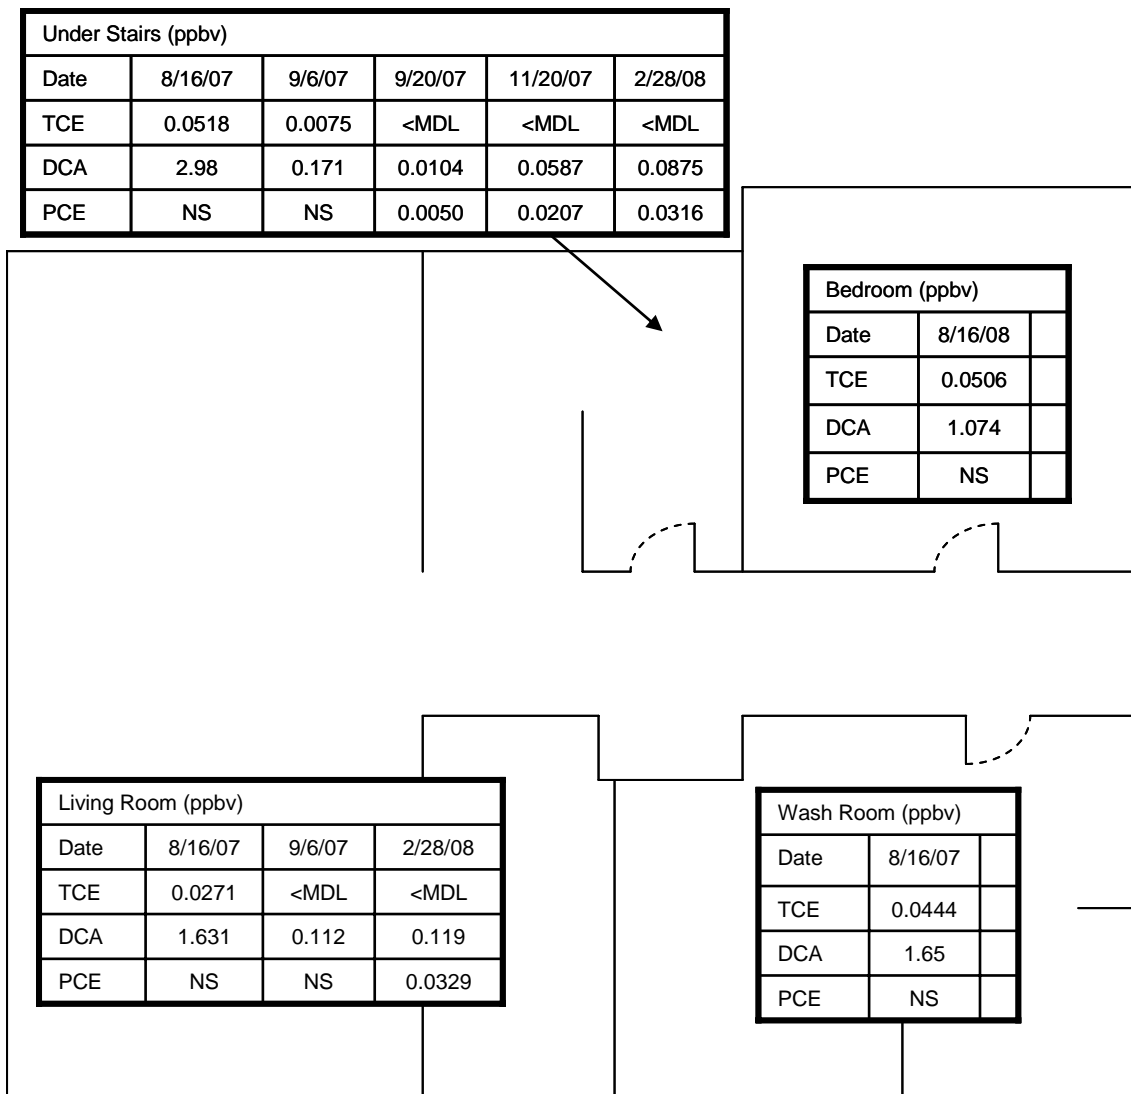 Under Stairs (ppbv)
Date 8/16/07 9/6/07 9/20/07 11/20/07 2/28/08
TCE 0.0518 0.0075 <MDL <MDL <MDL
DCA 2.98 0.171 0.0104 0.0587 0.0875
PCE NS NS 0.0050 0.0207 0.0316
Bedroom (ppbv)
Date 8/16/08
TCE 0.0506
DCA 1.074
PCE NS
Living Room (ppbv)
Date 8/16/07 9/6/07 2/28/08
TCE 0.0271 <MDL <MDL
DCA 1.631 0.112 0.119
PCE NS NS 0.0329
Wash Room (ppbv)
Date 8/16/07
TCE 0.0444
DCA 1.65
PCE NS